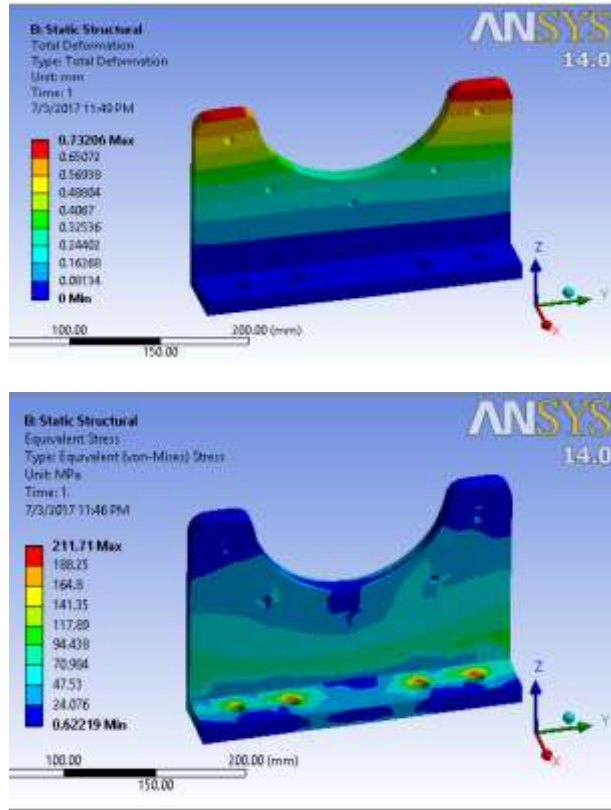 B: Static Structural
Total Deformation
Type: Total Deformation
Unit: mm
Time: 1
7/3/2017 11:49 PM
ANSYS
14.0
0.73206 Max
0.65072
0.56938
0.48804
0.4067
0.32536
0.24402
0.16268
0.08134
0 Min
Z
Y
X
100.00
200.00 (mm)
150.00
B: Static Structural
Equivalent Stress
Type: Equivalent (von-Mises) Stress
Unit: MPa
Time: 1
7/3/2017 11:46 PM
ANSYS
14.0
211.71 Max
188.25
164.8
141.35
117.89
94.438
70.984
47.53
24.076
0.62219 Min
Z
Y
X
100.00
200.00 (mm)
150.00